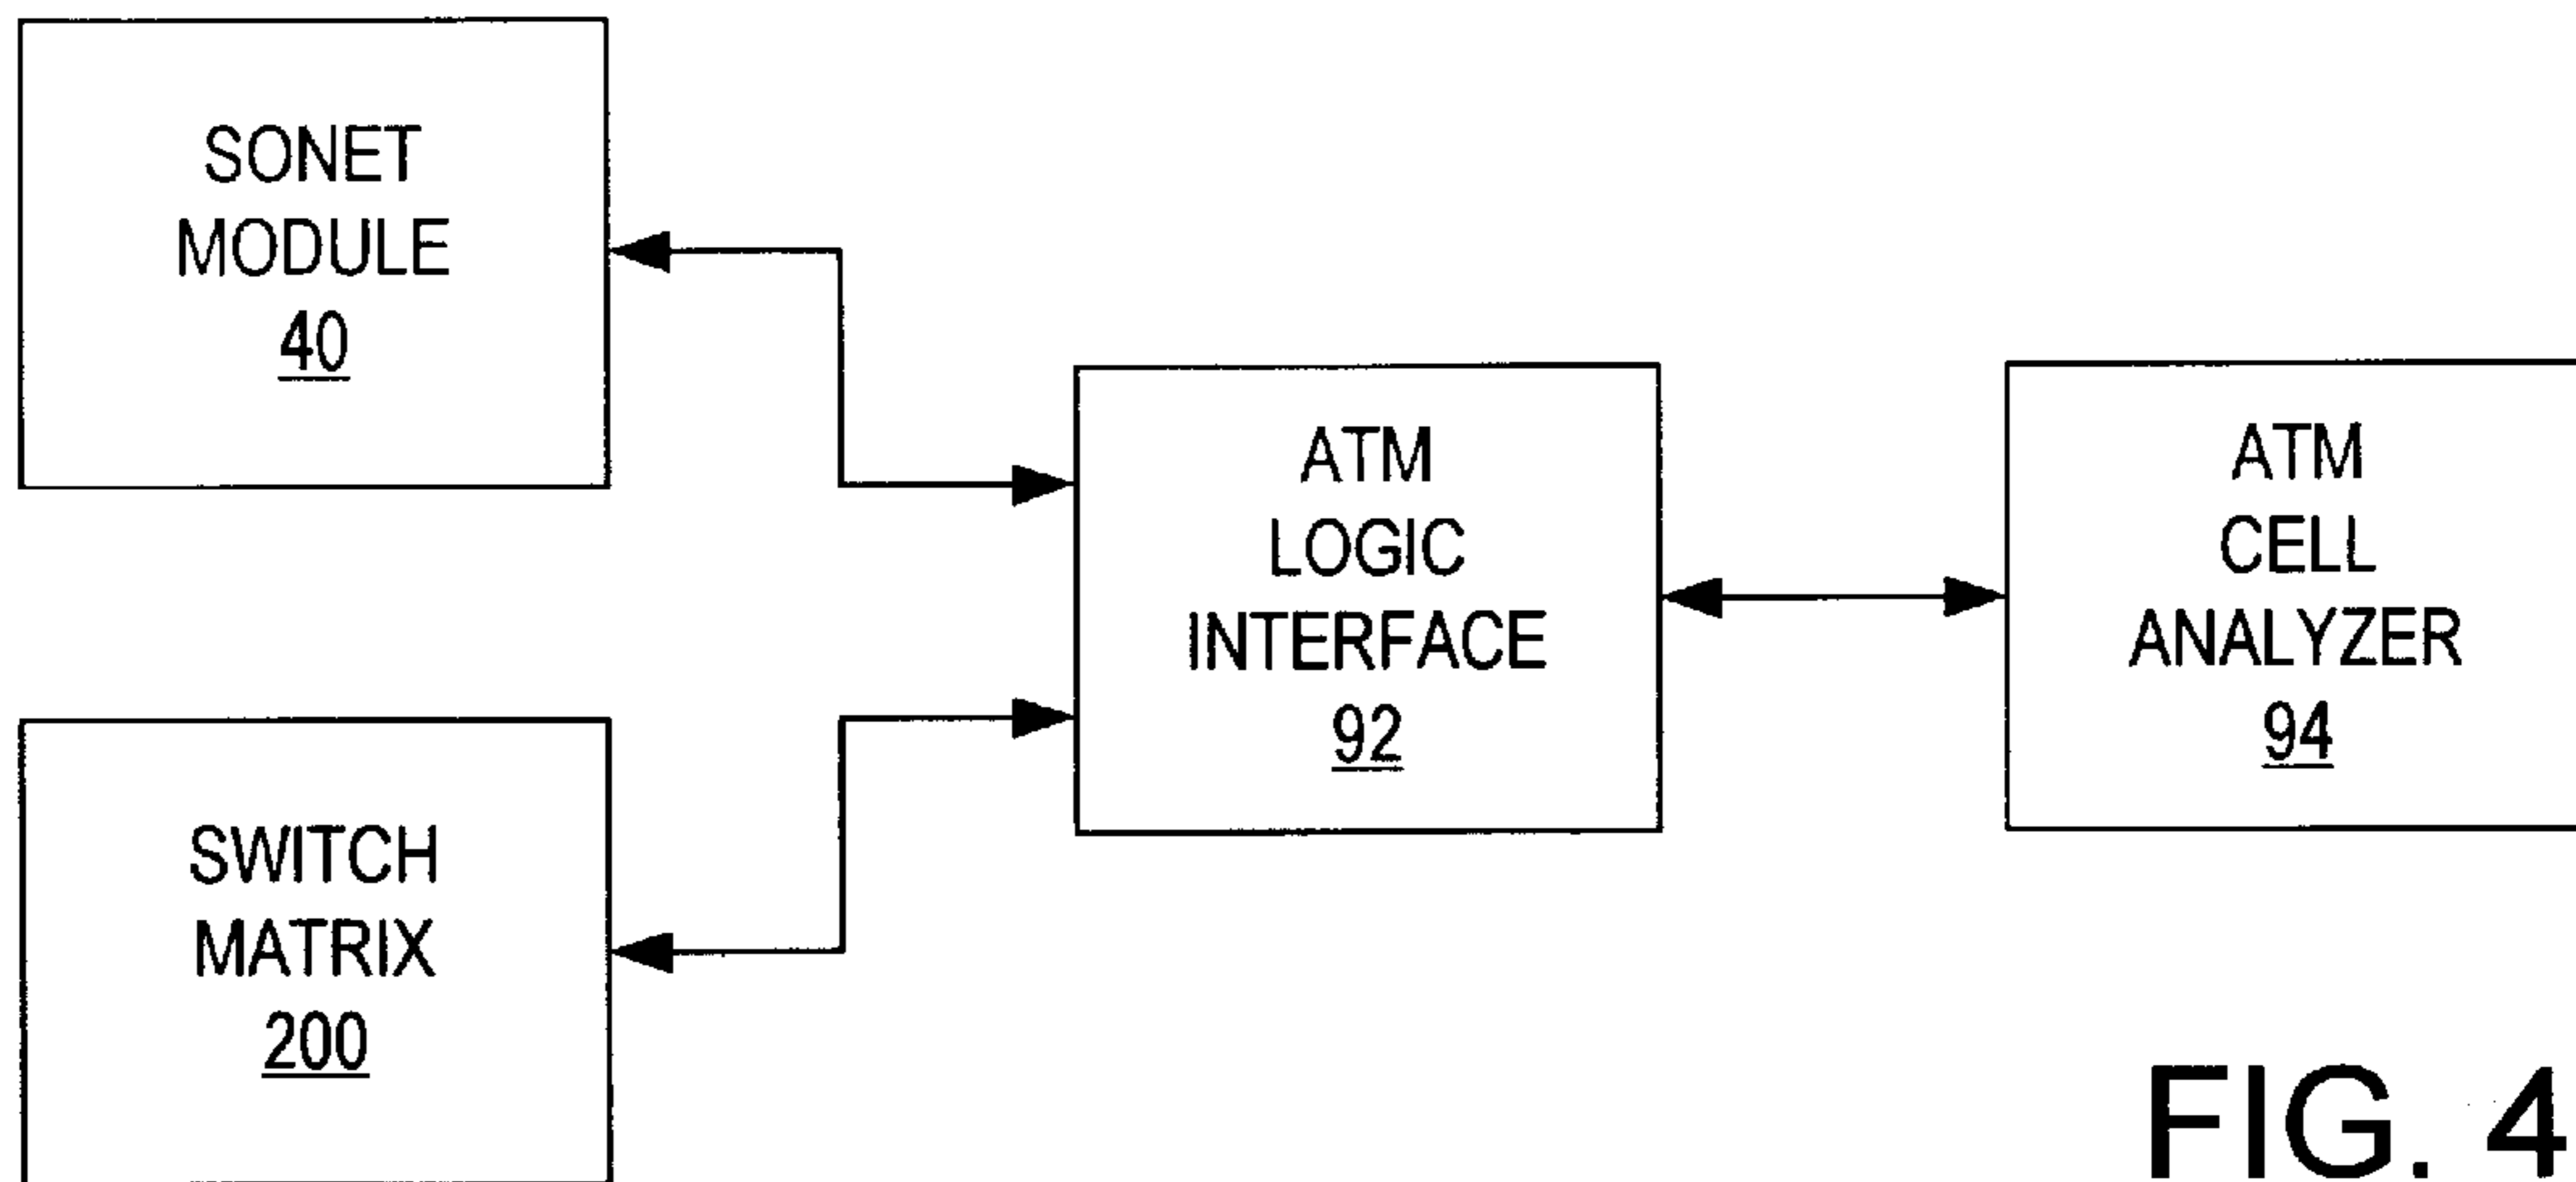 SONET
MODULE
40
ATM
LOGIC
INTERFACE
92
ATM
CELL
ANALYZER
94
SWITCH
MATRIX
200
FIG. 4